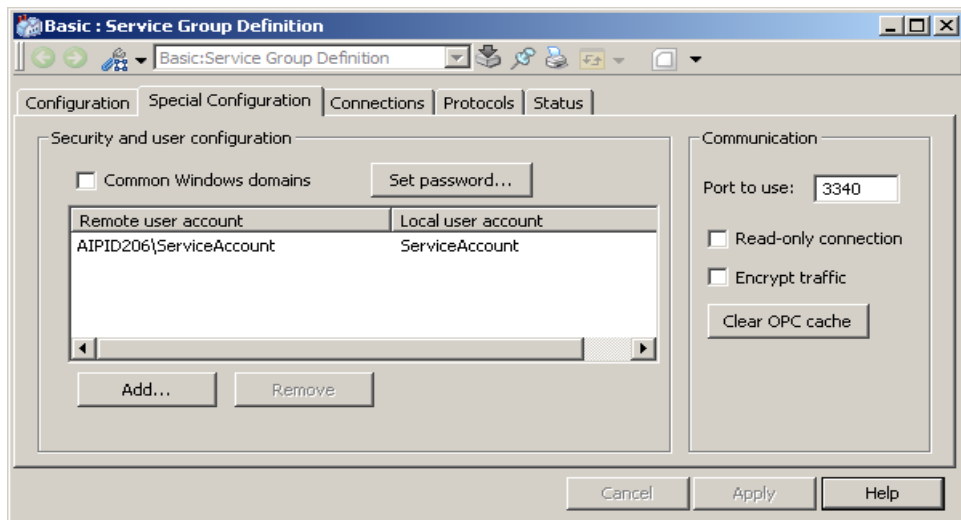 Basic : Service Group Definition
Basic:Service Group Definition
Configuration Special Configuration Connections Protocols Status
Security and user configuration
Common Windows domains Set password...
Remote user account Local user account
AIPID206\ServiceAccount ServiceAccount
Add... Remove
Communication
Port to use: 3340
Read-only connection
Encrypt traffic
Clear OPC cache
Cancel Apply Help